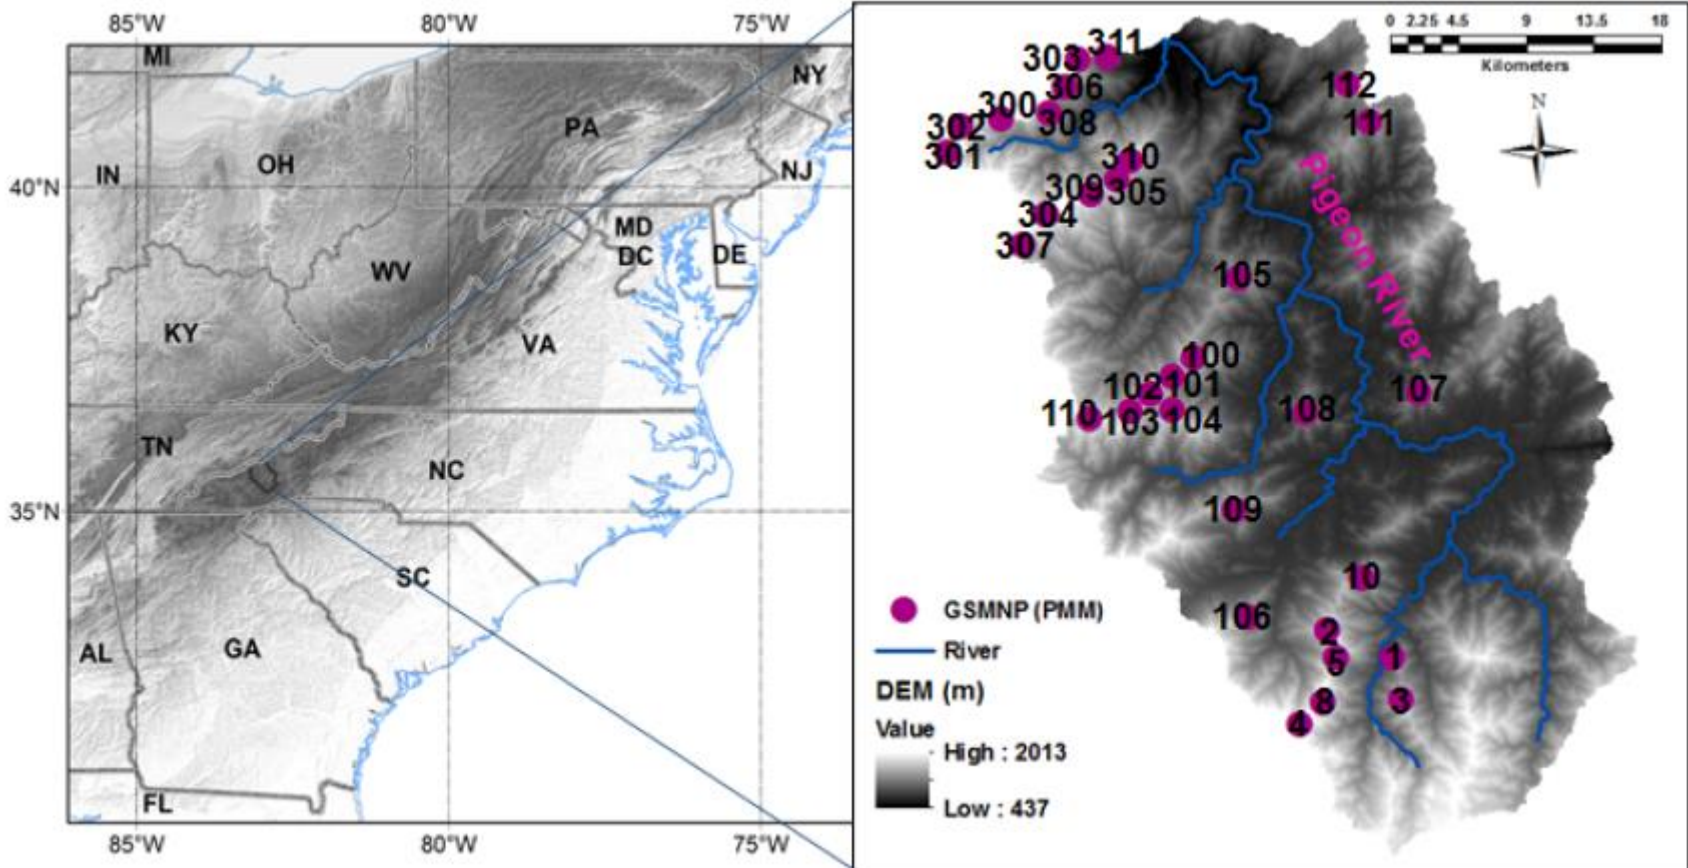 85°W 80°W 75°W
MI
NY
PA
OH
IN
NJ
40°N
MD
DC
DE
WV
KY
VA
TN
NC
35°N
SC
GA
AL
FL
85°W 80°W 75°W
0 2.25 4.5 9 13.5 18
Kilometers
N
303 311
306
112
300
308
111
302
301
310
309 305
304
307
Pigeon River
105
100
102 101
107
110 103 104
108
109
10
106
2
5 1
8 3
4
GSMNP (PMM)
River
DEM (m)
Value
High : 2013
Low : 437